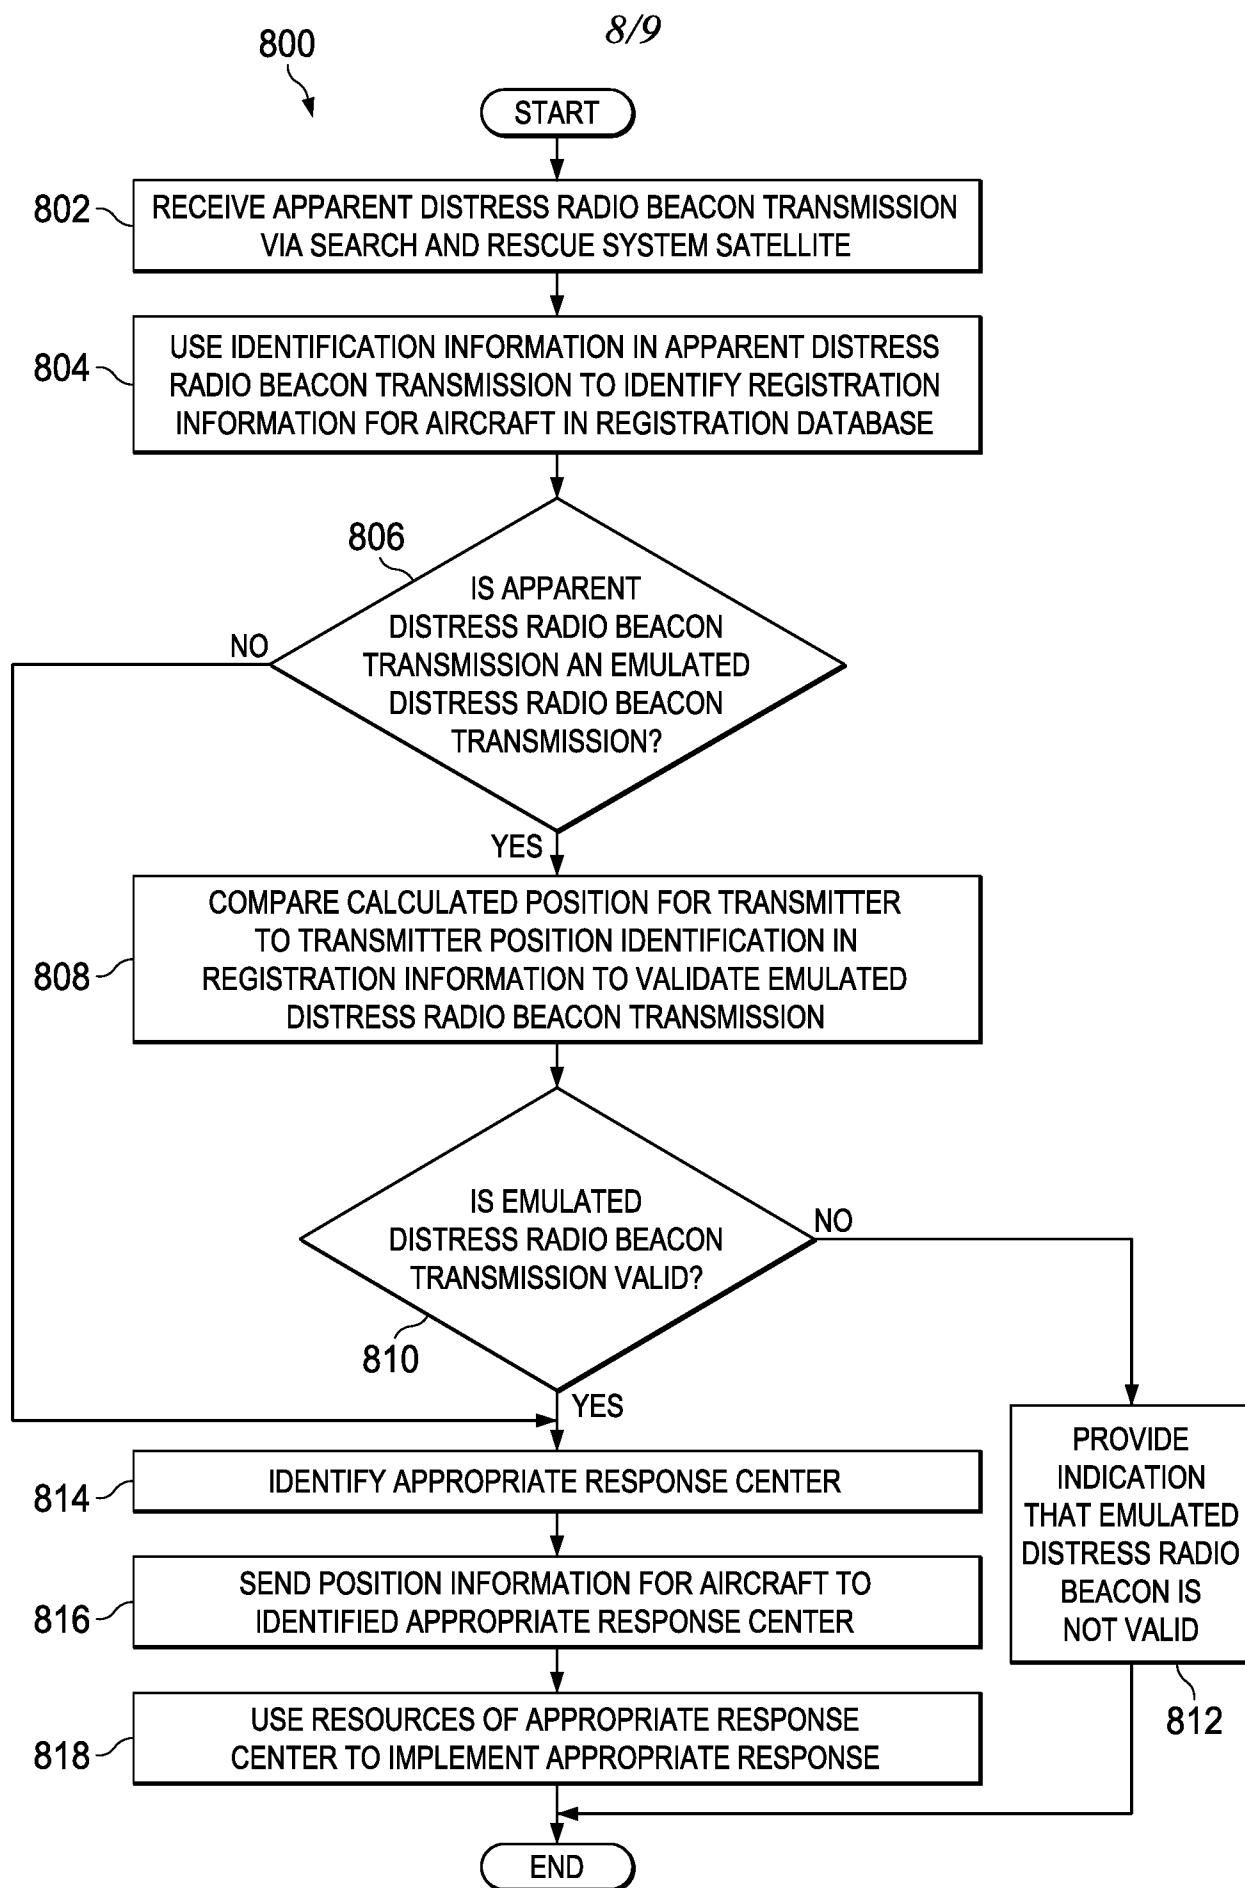 8/9
800
START
802
RECEIVE APPARENT DISTRESS RADIO BEACON TRANSMISSION
VIA SEARCH AND RESCUE SYSTEM SATELLITE
804
USE IDENTIFICATION INFORMATION IN APPARENT DISTRESS
RADIO BEACON TRANSMISSION TO IDENTIFY REGISTRATION
INFORMATION FOR AIRCRAFT IN REGISTRATION DATABASE
806
IS APPARENT
DISTRESS RADIO BEACON
TRANSMISSION AN EMULATED
DISTRESS RADIO BEACON
TRANSMISSION?
NO
YES
808
COMPARE CALCULATED POSITION FOR TRANSMITTER
TO TRANSMITTER POSITION IDENTIFICATION IN
REGISTRATION INFORMATION TO VALIDATE EMULATED
DISTRESS RADIO BEACON TRANSMISSION
IS EMULATED
DISTRESS RADIO BEACON
TRANSMISSION VALID?
810
NO
YES
PROVIDE
INDICATION
THAT EMULATED
DISTRESS RADIO
BEACON IS
NOT VALID
812
814
IDENTIFY APPROPRIATE RESPONSE CENTER
816
SEND POSITION INFORMATION FOR AIRCRAFT TO
IDENTIFIED APPROPRIATE RESPONSE CENTER
818
USE RESOURCES OF APPROPRIATE RESPONSE
CENTER TO IMPLEMENT APPROPRIATE RESPONSE
END